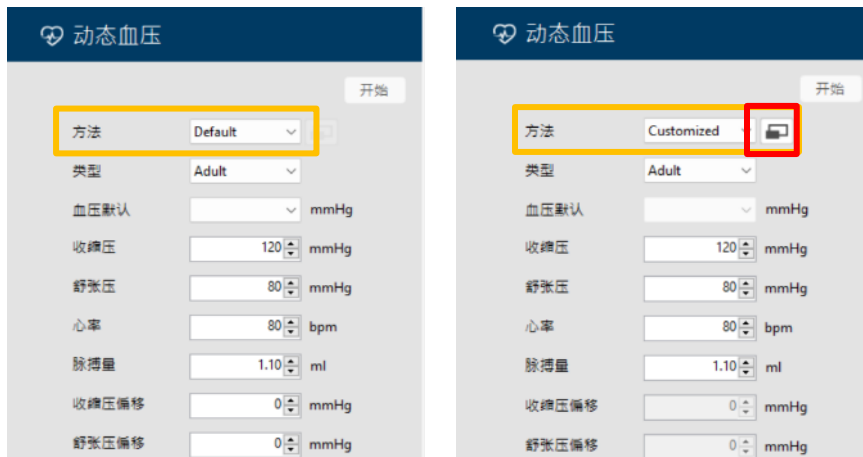 动态血压
开始
方法 Default
类型 Adult
血压默认 mmHg
收缩压 120 mmHg
舒张压 80 mmHg
心率 80 bpm
脉搏量 1.10 ml
收缩压偏移 0 mmHg
舒张压偏移 0 mmHg
动态血压
开始
方法 Customized
类型 Adult
血压默认 mmHg
收缩压 120 mmHg
舒张压 80 mmHg
心率 80 bpm
脉搏量 1.10 ml
收缩压偏移 0 mmHg
舒张压偏移 0 mmHg